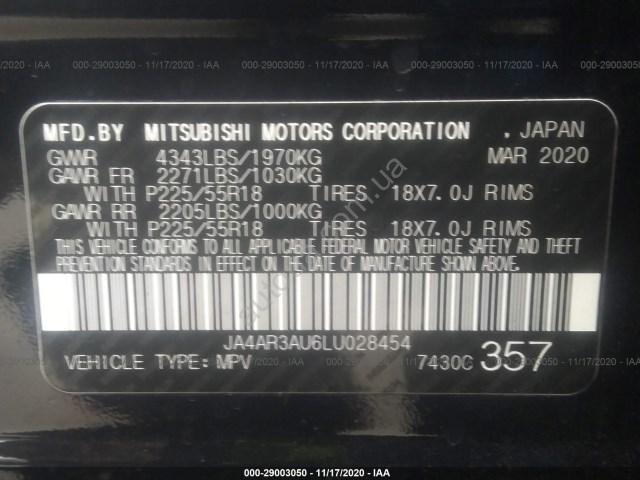 000-29003050 - 11/17/2020 - IAA
MFD.BY MITSUBISHI MOTORS CORPORATION . JAPAN
GVWR 4343LBS/1970KG MAR 2020
GAWR FR 2271LBS/1030KG
WITH P225/55R18 TIRES 18X7.0J RIMS
GAWR RR 2205LBS/1000KG
WITH P225/55R18 TIRES 18X7.0J RIMS
THIS VEHICLE CONFORMS TO ALL APPLICABLE FEDERAL MOTOR VEHICLE SAFETY AND THEFT
PREVENTION STANDARDS IN EFFECT ON THE DATE OF MANUFACTURE SHOWN ABOVE.
JA4AR3AU6LU028454
VEHICLE TYPE: MPV 7430C 357
000-29003050 - 11/17/2020 - IAA